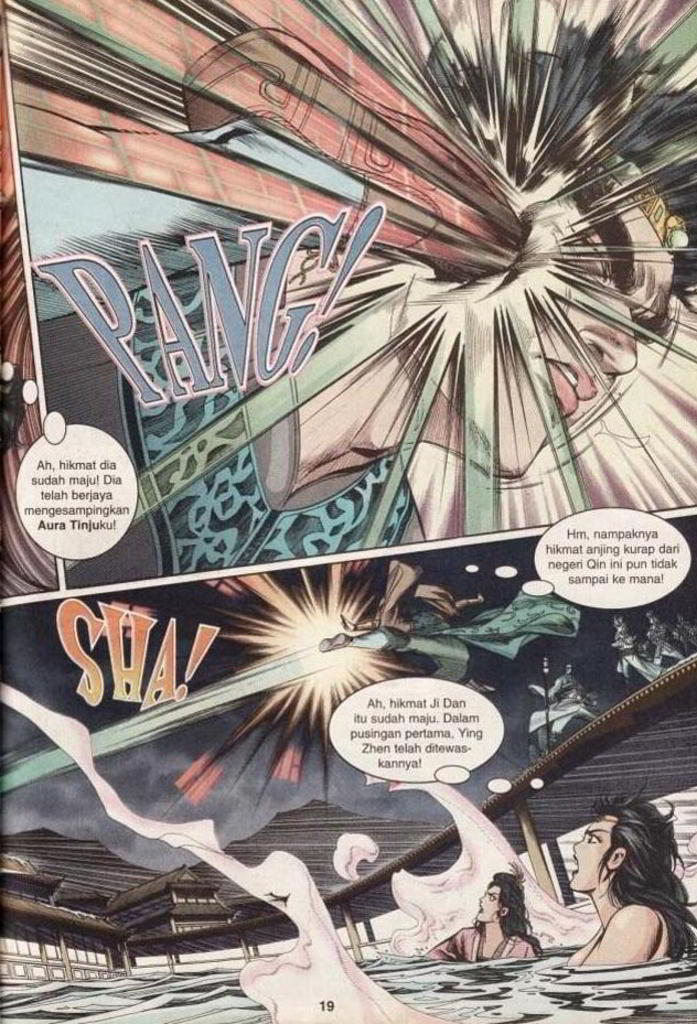 PANG!
Ah, hikmat dia
sudah maju! Dia
telah berjaya
mengesampingkan
Aura Tinjuku!
Hm, nampaknya
hikmat anjing kurap dari
negeri Qin ini pun tidak
sampai ke mana!
SHA!
Ah, hikmat Ji Dan
itu sudah maju. Dalam
pusingan pertama, Ying
Zhen telah ditewas-
kannya!
19